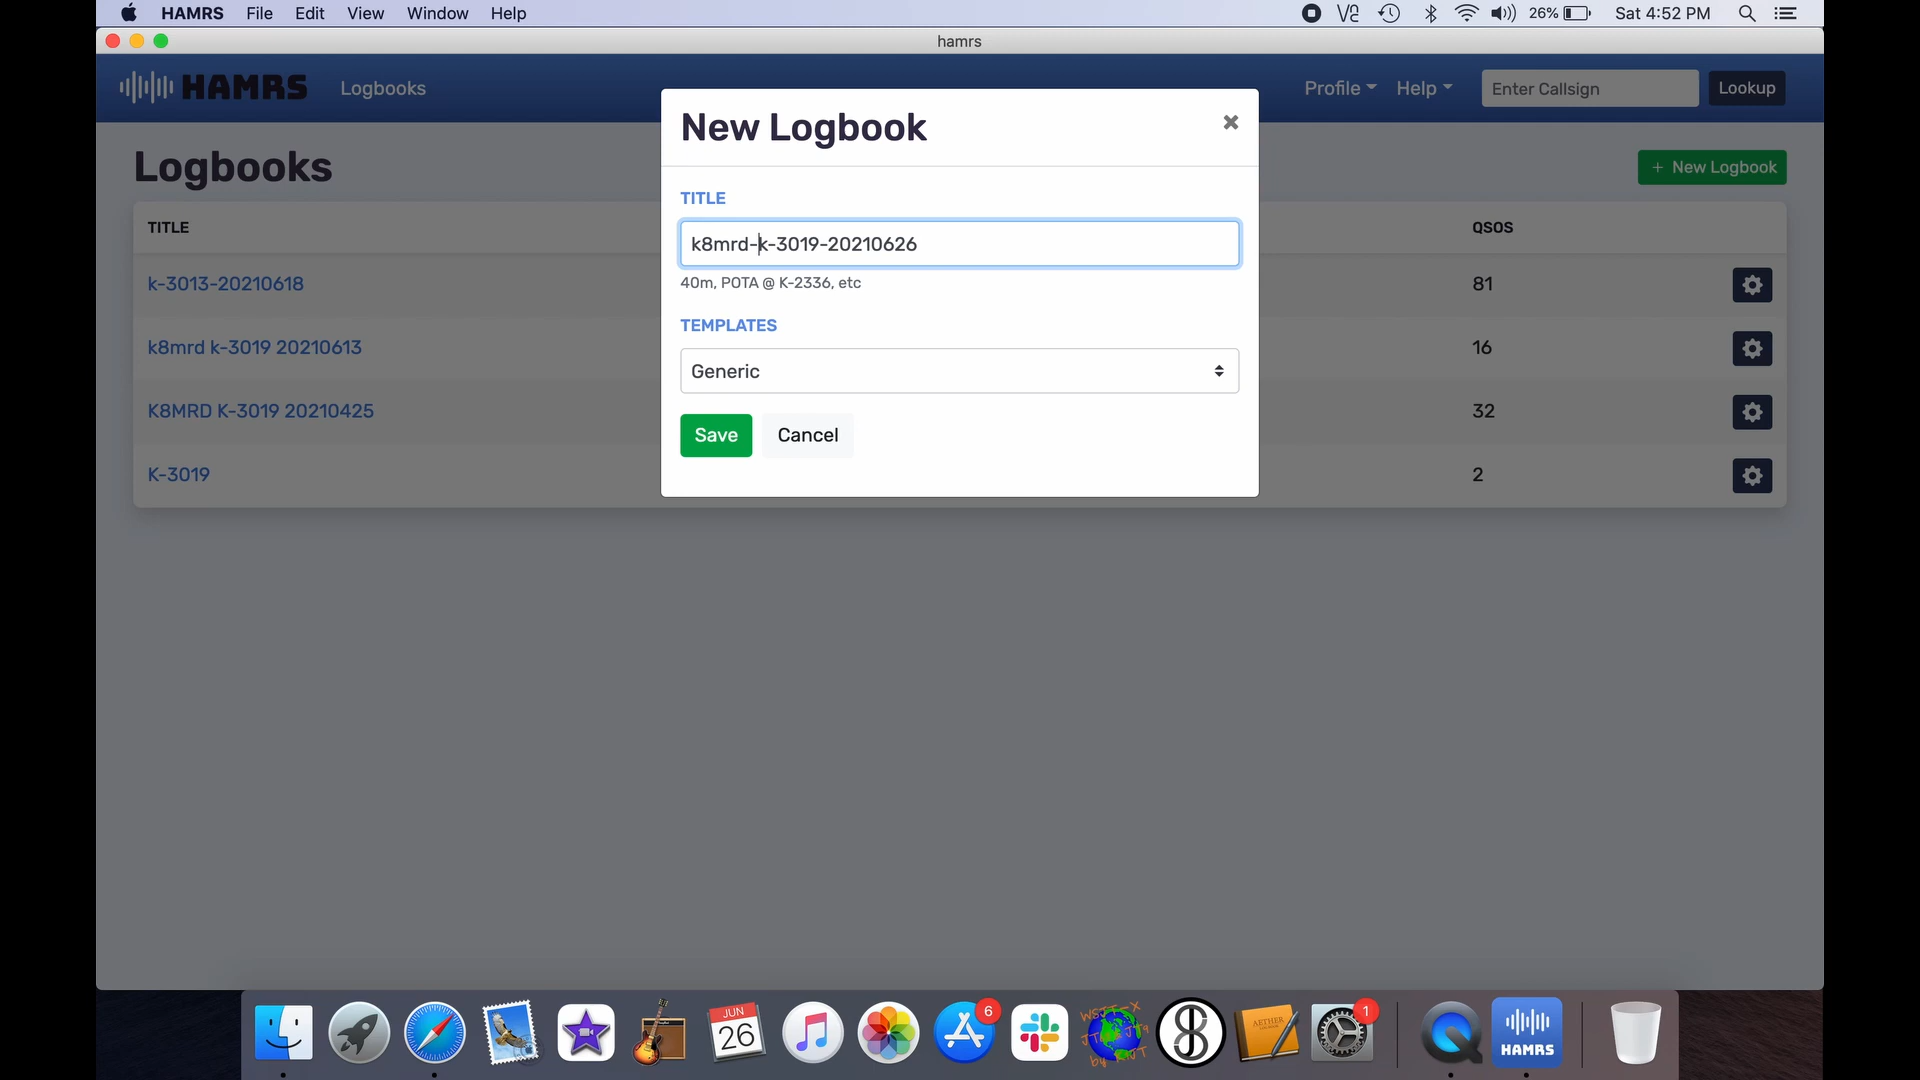 HAMRS File Edit View Window Help 26% Sat 4:52 PM
hamrs
HAMRS Logbooks Profile Help Enter Callsign Lookup
New Logbook
Logbooks
+ New Logbook
TITLE
k8mrd-k-3019-20210626
TITLE QSOS
40m, POTA @ K-2336, etc
k-3013-20210618 81
TEMPLATES
k8mrd k-3019 20210613 16
Generic
K8MRD K-3019 20210425 32
Save Cancel
K-3019 2
JUN
26
6
1
AETHER
WSJT-X
HAMRS